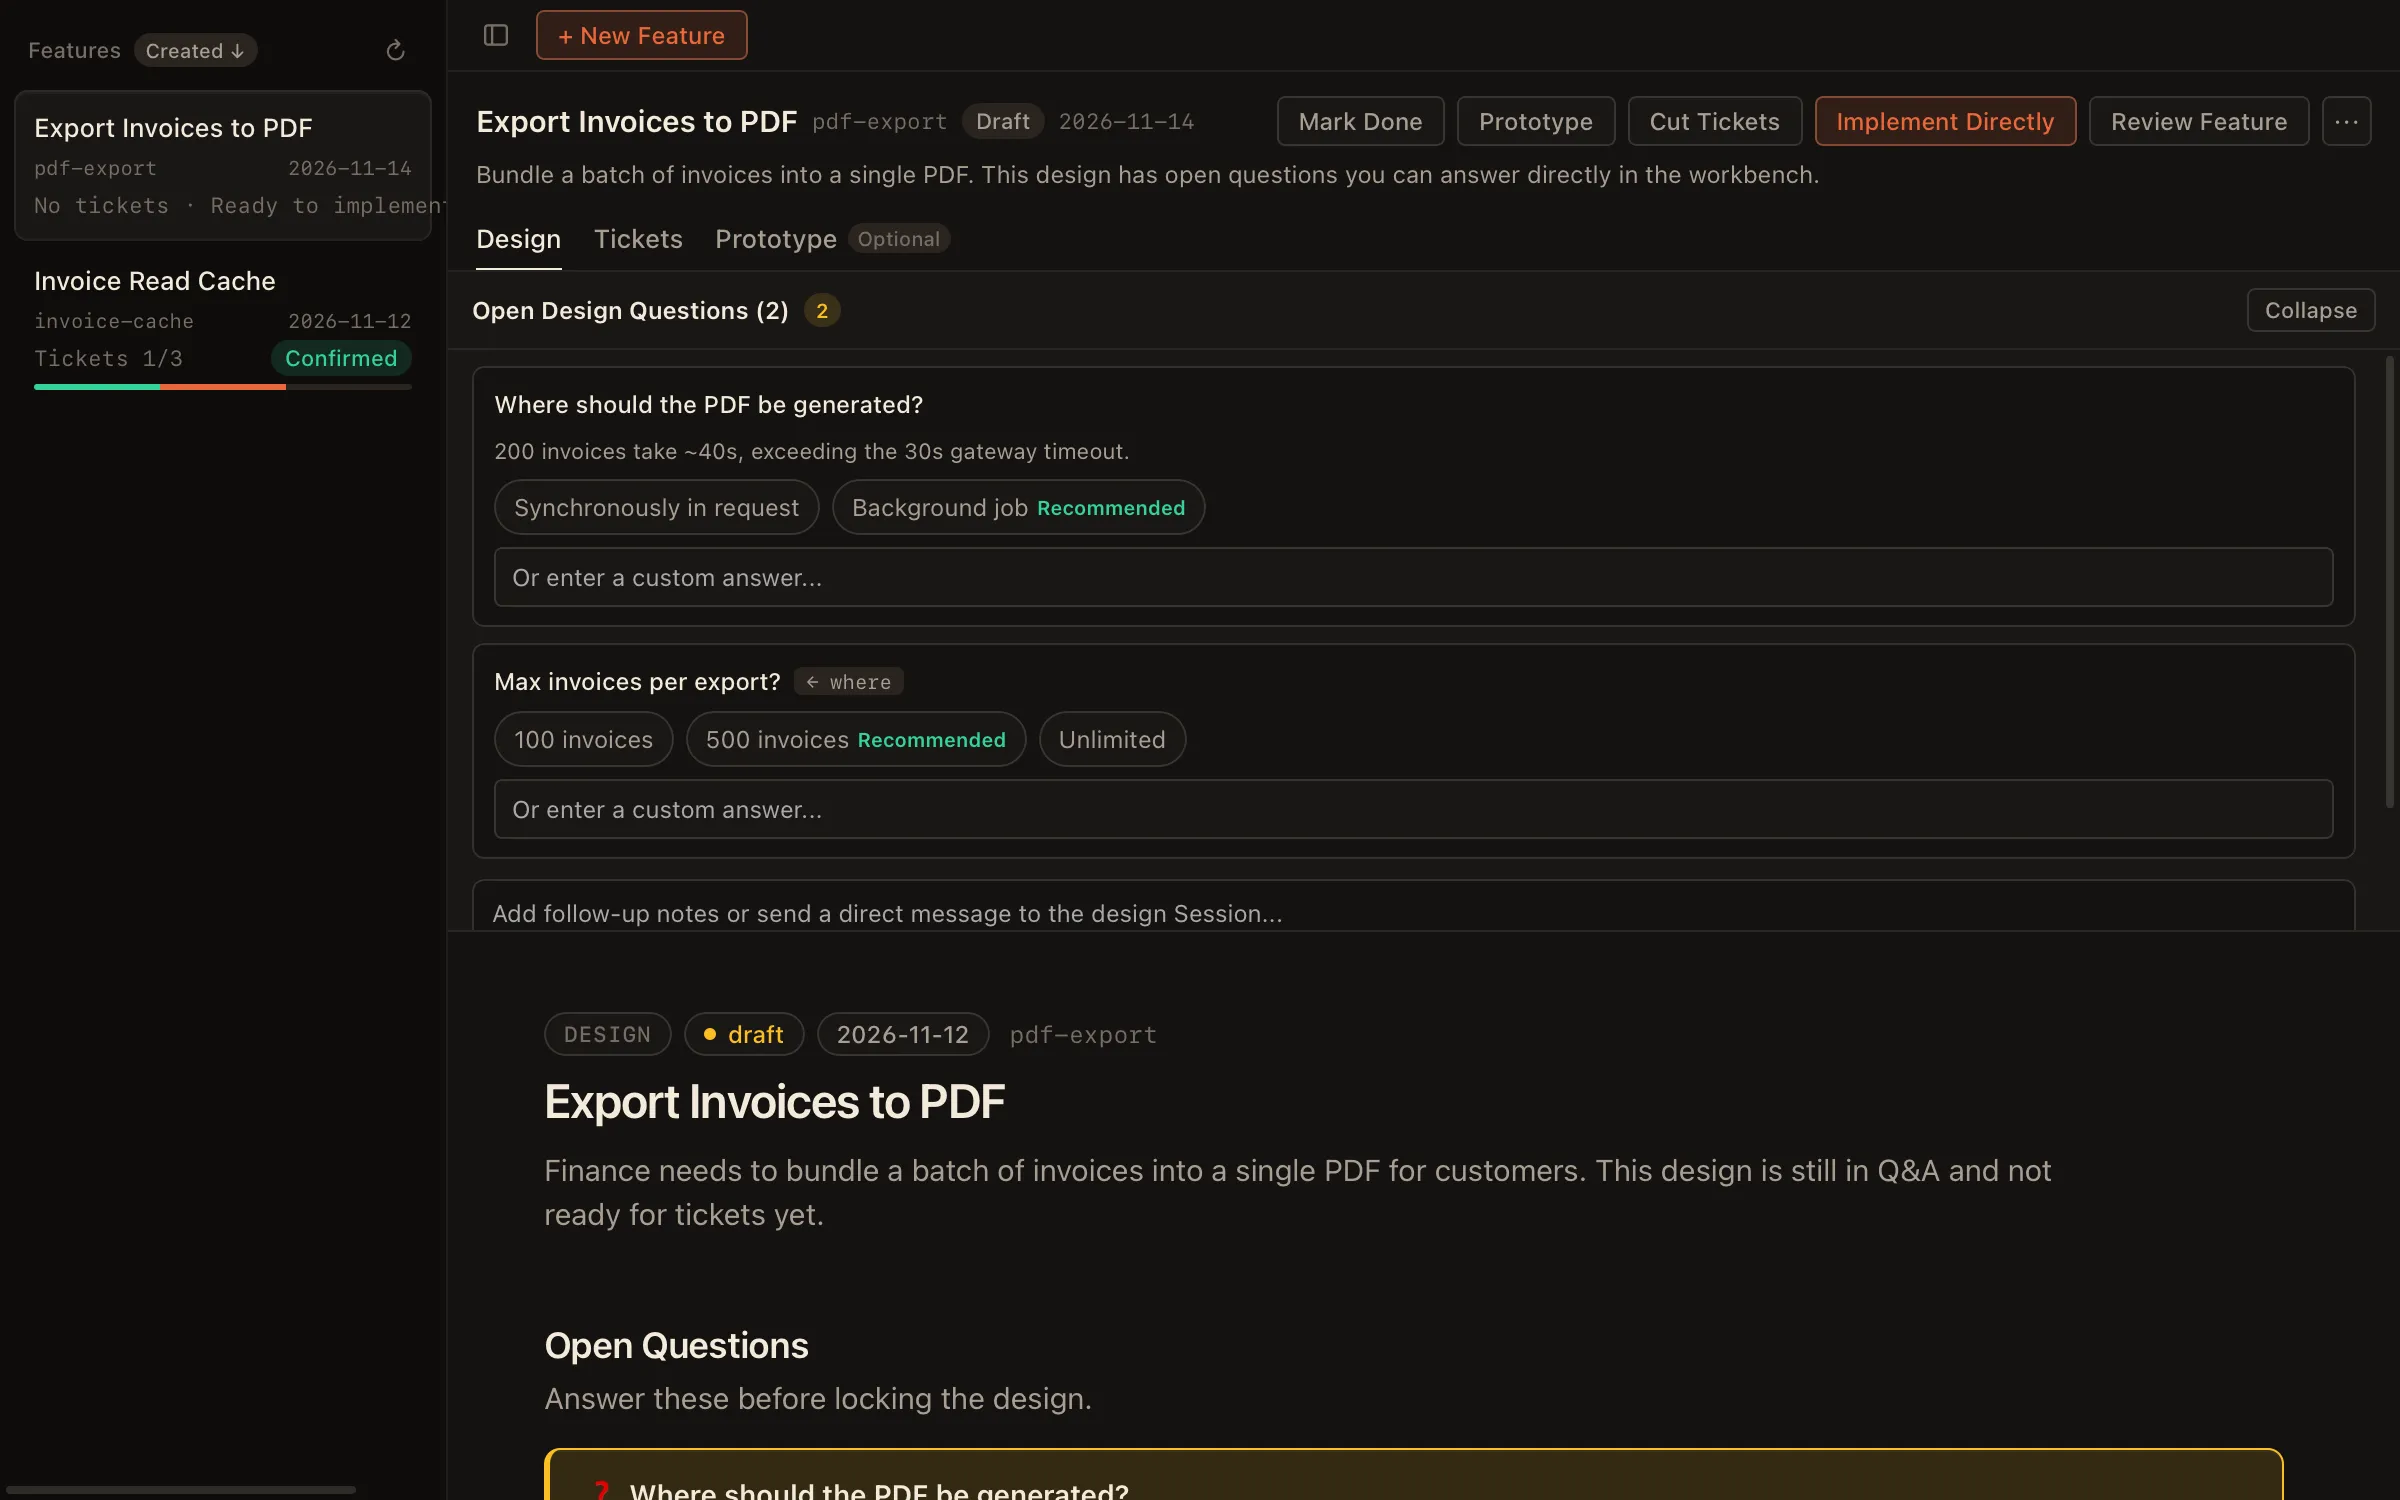 Features Created ↓
Export Invoices to PDF
pdf-export 2026-11-14
No tickets · Ready to implement
Invoice Read Cache
invoice-cache 2026-11-12
Tickets 1/3 Confirmed
+ New Feature
Export Invoices to PDF pdf-export Draft 2026-11-14 Mark Done Prototype Cut Tickets Implement Directly Review Feature ...
Bundle a batch of invoices into a single PDF. This design has open questions you can answer directly in the workbench.
Design Tickets Prototype Optional
Open Design Questions (2) 2 Collapse
Where should the PDF be generated?
200 invoices take ~40s, exceeding the 30s gateway timeout.
Synchronously in request Background job Recommended
Or enter a custom answer...
Max invoices per export? ← where
100 invoices 500 invoices Recommended Unlimited
Or enter a custom answer...
Add follow-up notes or send a direct message to the design Session...
DESIGN draft 2026-11-12 pdf-export
Export Invoices to PDF
Finance needs to bundle a batch of invoices into a single PDF for customers. This design is still in Q&A and not
ready for tickets yet.
Open Questions
Answer these before locking the design.
❓ Where should the PDF be generated?